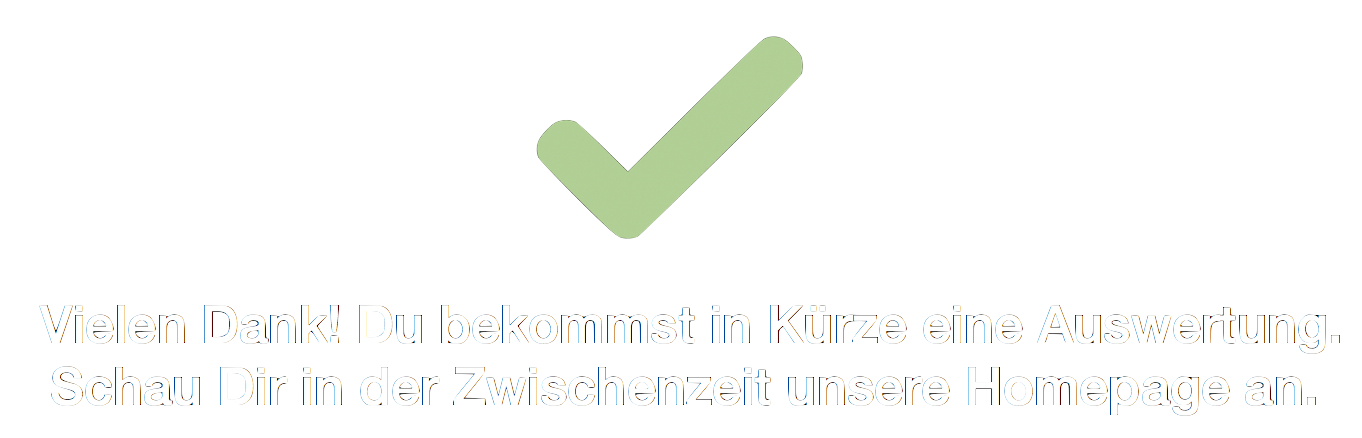 Vielen Dank! Du bekommst in Kürze eine Auswertung.
Schau Dir in der Zwischenzeit unsere Homepage an.